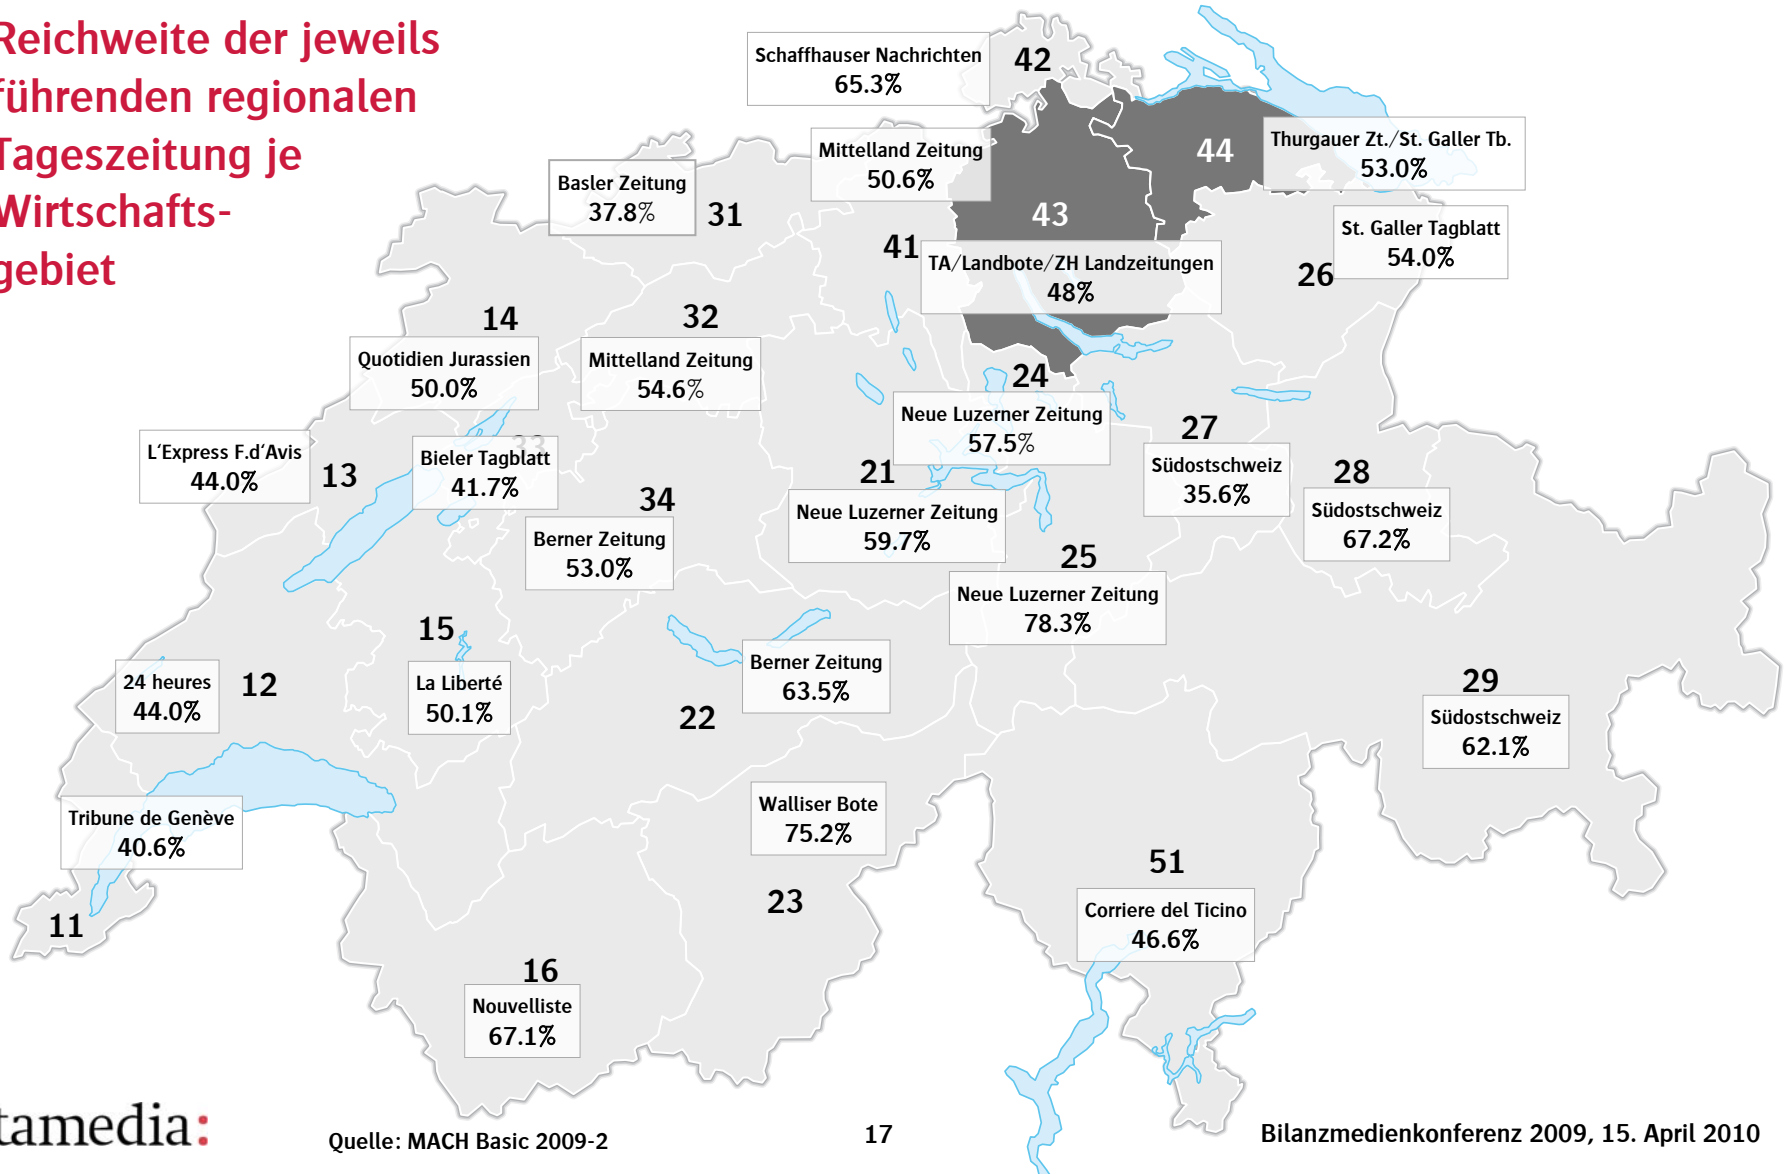 Reichweite der jeweils
führenden regionalen
Tageszeitung je
Wirtschafts-
gebiet
Schaffhauser Nachrichten
65.3%
42
Mittelland Zeitung
50.6%
41
Basler Zeitung
37.8%
31
43
TA/Landbote/ZH Landzeitungen
48%
44
Thurgauer Zt./St. Galler Tb.
53.0%
St. Galler Tagblatt
54.0%
26
14
Quotidien Jurassien
50.0%
32
Mittelland Zeitung
54.6%
24
Neue Luzerner Zeitung
57.5%
L‘Express F.d‘Avis
44.0%
13
33
Bieler Tagblatt
41.7%
34
Berner Zeitung
53.0%
21
Neue Luzerner Zeitung
59.7%
27
Südostschweiz
35.6%
28
Südostschweiz
67.2%
25
Neue Luzerner Zeitung
78.3%
15
La Liberté
50.1%
24 heures
44.0%
12
Berner Zeitung
63.5%
22
29
Südostschweiz
62.1%
Tribune de Genève
40.6%
11
Walliser Bote
75.2%
23
51
Corriere del Ticino
46.6%
16
Nouvelliste
67.1%
tamedia:
Quelle: MACH Basic 2009-2
17
Bilanzmedienkonferenz 2009, 15. April 2010